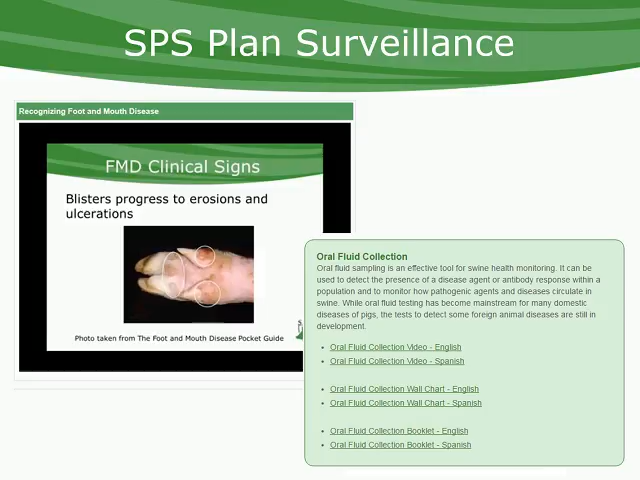 SPS Plan Surveillance
Recognizing Foot and Mouth Disease
FMD Clinical Signs
Blisters progress to erosions and
ulcerations
Photo taken from The Foot and Mouth Disease Pocket Guide
Oral Fluid Collection
Oral fluid sampling is an effective tool for swine health monitoring. It can be
used to detect the presence of a disease agent or antibody response within a
population and to monitor how pathogenic agents and diseases circulate in
swine. While oral fluid testing has become mainstream for many domestic
diseases of pigs, the tests to detect some foreign animal diseases are still in
development.
• Oral Fluid Collection Video - English
• Oral Fluid Collection Video - Spanish
• Oral Fluid Collection Wall Chart - English
• Oral Fluid Collection Wall Chart - Spanish
• Oral Fluid Collection Booklet - English
• Oral Fluid Collection Booklet - Spanish